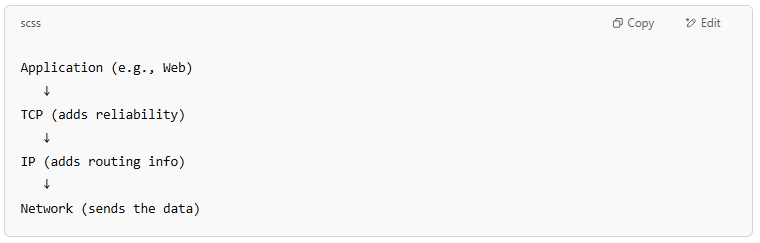 scss Copy Edit
Application (e.g., Web)
↓
TCP (adds reliability)
↓
IP (adds routing info)
↓
Network (sends the data)